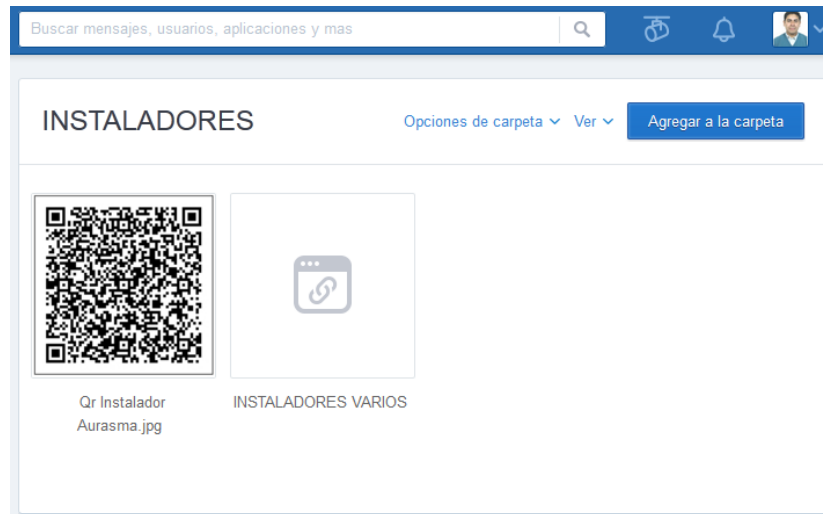 Buscar mensajes, usuarios, aplicaciones y mas
INSTALADORES
Opciones de carpeta
Ver
Agregar a la carpeta
Qr Instalador
Aurasma.jpg
INSTALADORES VARIOS